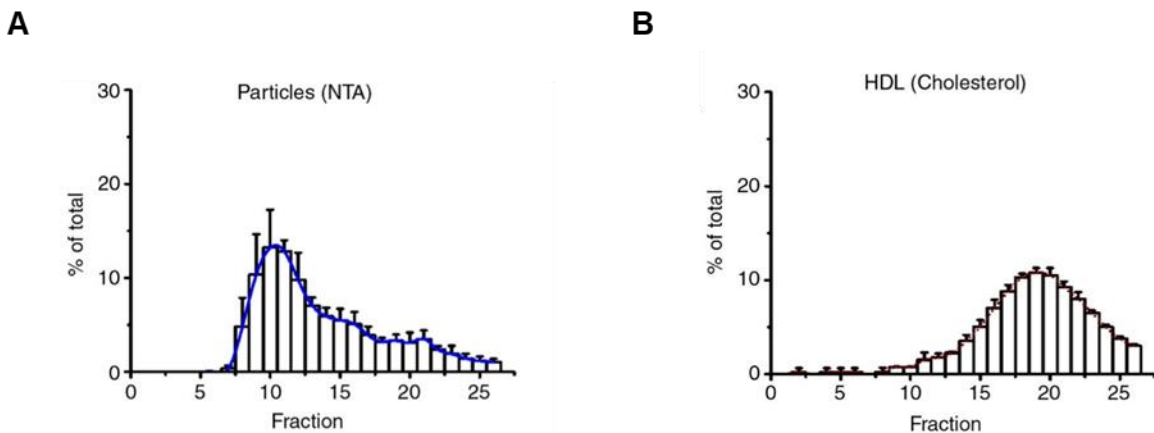 A
Particles (NTA)
30
20
10
0
% of total
0 5 10 15 20 25
Fraction
B
HDL (Cholesterol)
30
20
10
0
% of total
0 5 10 15 20 25
Fraction